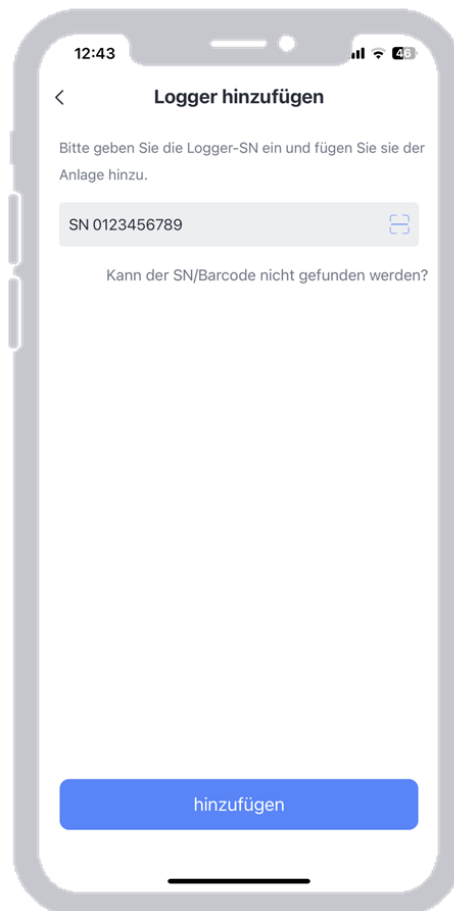 12:43
46
Logger hinzufügen
Bitte geben Sie die Logger-SN ein und fügen Sie sie der
Anlage hinzu.
SN 0123456789
Kann der SN/Barcode nicht gefunden werden?
hinzufügen